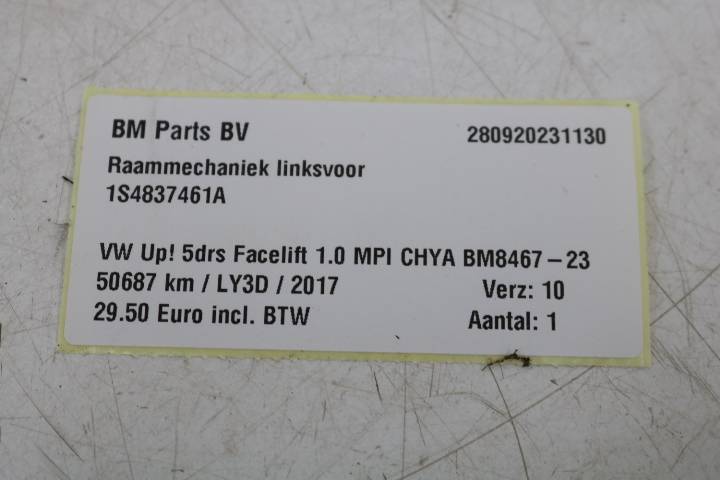 BM Parts BV 280920231130
Raammechaniek linksvoor
1S4837461A
VW Up! 5drs Facelift 1.0 MPI CHYA BM8467-23
50687 km / LY3D / 2017 Verz: 10
29.50 Euro incl. BTW Aantal: 1